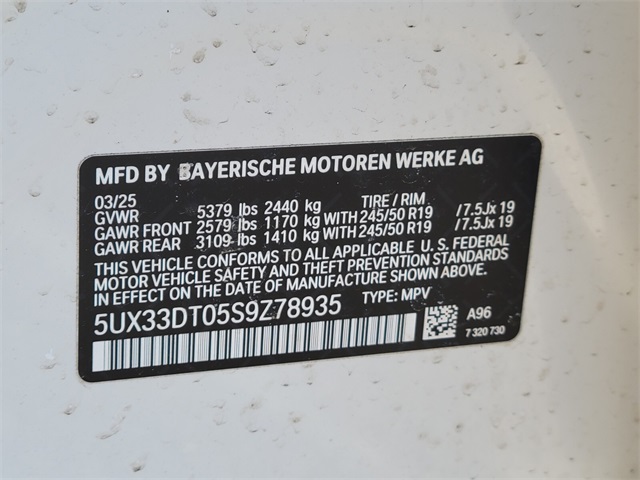 MFD BY BAYERISCHE MOTOREN WERKE AG
03/25 TIRE / RIM
GVWR 5379 lbs 2440 kg
GAWR FRONT 2579 lbs 1170 kg WITH 245/50 R19 /7.5Jx 19
GAWR REAR 3109 lbs 1410 kg WITH 245/50 R19 /7.5Jx 19
THIS VEHICLE CONFORMS TO ALL APPLICABLE U. S. FEDERAL
MOTOR VEHICLE SAFETY AND THEFT PREVENTION STANDARDS
IN EFFECT ON THE DATE OF MANUFACTURE SHOWN ABOVE.
5UX33DT05S9Z78935 TYPE: MPV
A96
7 320 730